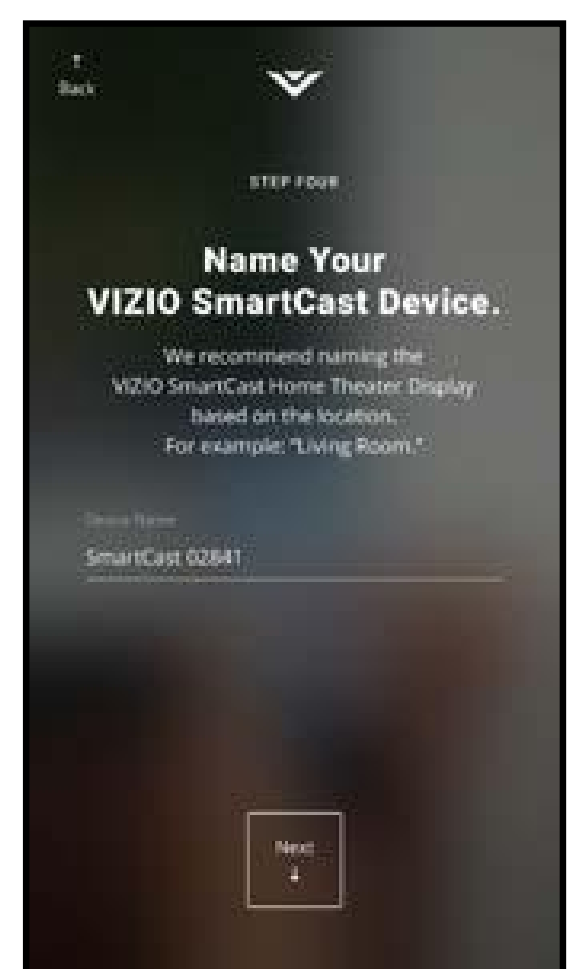 Back
STEP FOUR
Name Your
VIZIO SmartCast Device.
We recommend naming the
VIZIO SmartCast Home Theater Display
based on the location.
For example: "Living Room."
Device Name
SmartCast 02841
Next